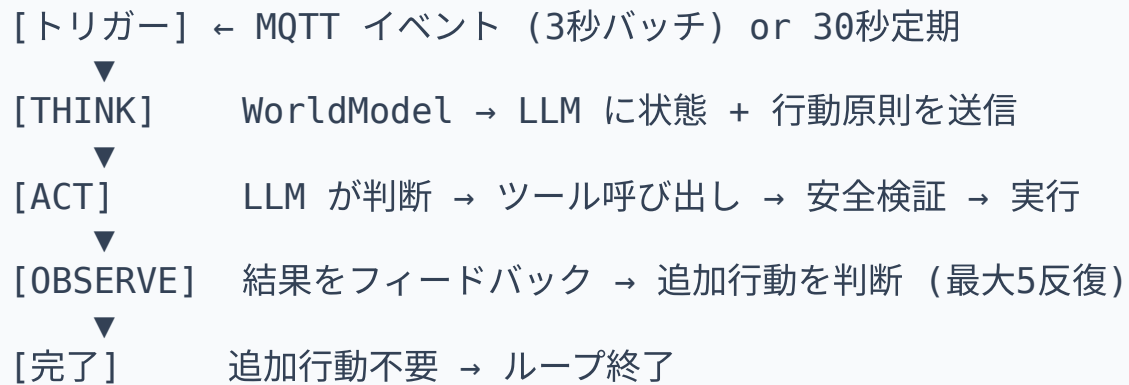 [トリガー] ← MQTT イベント (3秒バッチ) or 30秒定期
▼
[THINK] WorldModel → LLM に状態 + 行動原則を送信
▼
[ACT] LLM が判断 → ツール呼び出し → 安全検証 → 実行
▼
[OBSERVE] 結果をフィードバック → 追加行動を判断 (最大5反復)
▼
[完了] 追加行動不要 → ループ終了